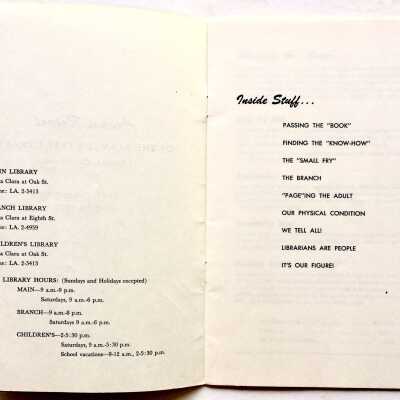 N LIBRARY
a Clara at Oak St.
e: LA. 2-5413
NCH LIBRARY
a Clara at Eighth St.
e: LA. 2-4959
LDREN'S LIBRARY
a Clara at Oak St.
e: LA. 2-5413
LIBRARY HOURS: (Sundays and Holidays excepted)
MAIN—9 a.m.-9 p.m.
Saturdays, 9 a.m.-6 p.m.
BRANCH—9 a.m.-8 p.m.
Saturdays 9 a.m.-6 p.m.
CHILDREN'S—2-5:30 p.m.
Saturdays, 9 a.m.-5:30 p.m.
School vacations—9-12 a.m., 2-5:30 p.m.
Inside Stuff...
PASSING THE "BOOK"
FINDING THE "KNOW-HOW"
THE "SMALL FRY"
THE BRANCH
"PAGE"ING THE ADULT
OUR PHYSICAL CONDITION
WE TELL ALL!
LIBRARIANS ARE PEOPLE
IT'S OUR FIGURE!